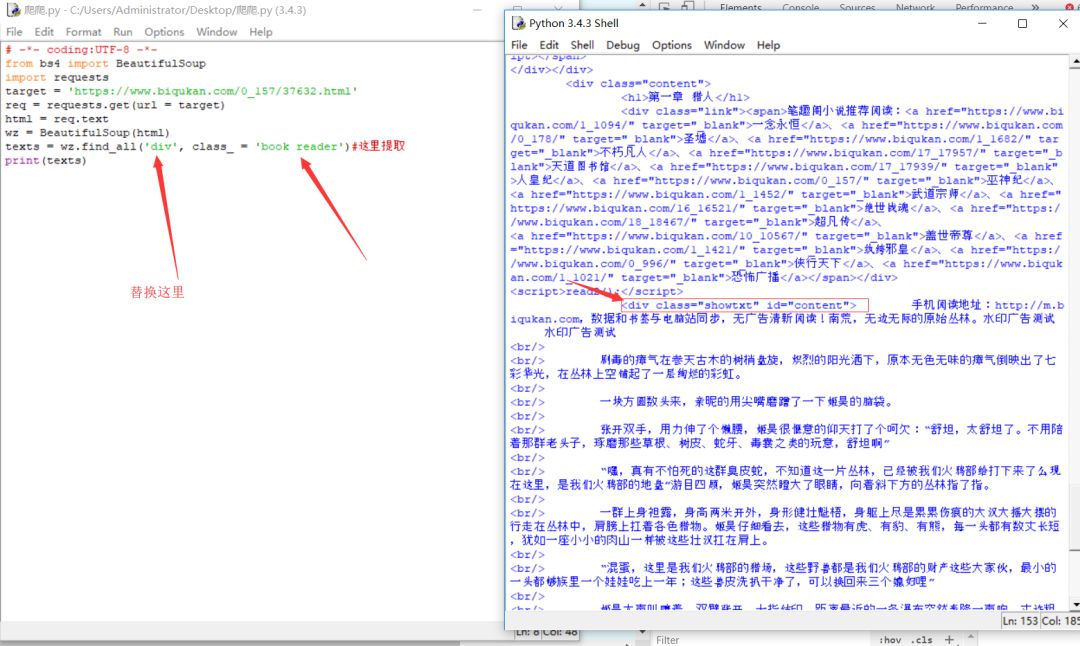 爬爬.py - C:/Users/Administrator/Desktop/爬爬.py (3.4.3)
File Edit Format Run Options Window Help
# -*- coding:UTF-8 -*-
from bs4 import BeautifulSoup
import requests
target = 'https://www.biqukan.com/0_157/37632.html'
req = requests.get(url = target)
html = req.text
wz = BeautifulSoup(html)
texts = wz.find_all('div', class_ = 'book reader')#这里提取
print(texts)
替换这里
Ln: 8 Col: 48
Elements Console Sources Network Performance
Python 3.4.3 Shell
File Edit Shell Debug Options Window Help
ipt></span>
</div></div>
<div class="content">
<h1>第一章 猎人</h1>
<div class="link"><span>笔趣阁小说推荐阅读：<a href="https://www.bi
qukan.com/1_1094/" target="_blank">一念永恒</a>、<a href="https://www.biqukan.com
/0_178/" target="_blank">圣墟</a>、<a href="https://www.biqukan.com/1_1682/" tar
get="_blank">不朽凡人</a>、<a href="https://www.biqukan.com/17_17957/" target="_bl
ank">天道图书馆</a>、<a href="https://www.biqukan.com/17_17939/" target="_blank"
>人皇纪</a>、<a href="https://www.biqukan.com/0_157/" target="_blank">巫神纪</a>、
<a href="https://www.biqukan.com/1_1452/" target="_blank">武道宗师</a>、<a href="
https://www.biqukan.com/16_16521/" target="_blank">绝世战魂</a>、<a href="https:/
/www.biqukan.com/18_18467/" target="_blank">超凡传</a>、
<a href="https://www.biqukan.com/10_10567/" target="_blank">盖世帝尊</a>、<a href
="https://www.biqukan.com/1_1421/" target="_blank">纨绔邪皇</a>、<a href="https:/
/www.biqukan.com/0_996/" target="_blank">侠行天下</a>、<a href="https://www.biquk
an.com/1_1021/" target="_blank">恐怖广播</a></span></div>
<script>read2();</script>
<div class="showtxt" id="content"> 手机阅读地址：http://m.b
iqukan.com，数据和书签与电脑站同步，无广告清新阅读！南荒，无边无际的原始丛林。水印广告测试
水印广告测试
<br/>
<br/> 剧毒的瘴气在参天古木的树梢盘旋，炽烈的阳光洒下，原本无色无味的瘴气倒映出了七
彩华光，在丛林上空铺起了一层绚烂的彩虹。
<br/>
<br/> 一块方圆数头来，亲昵的用尖嘴磨蹭了一下姬昊的脑袋。
<br/>
<br/> 张开双手，用力伸了个懒腰，姬昊很惬意的仰天打了个呵欠：“舒坦，太舒坦了。不用陪
着那群老头子，琢磨那些草根、树皮、蛇牙、毒囊之类的玩意，舒坦啊”
<br/>
<br/> “嘿，真有不怕死的这群臭皮蛇，不知道这一片丛林，已经被我们火鸦部给打下来了么现
在这里，是我们火鸦部的地盘”游目四顾，姬昊突然瞪大了眼睛，向着斜下方的丛林指了指。
<br/>
<br/> 一群上身袒露，身高两米开外，身形健壮魁梧，身躯上尽是累累伤痕的大汉大摇大摆的
行走在丛林中，肩膀上扛着各色猎物。姬昊仔细看去，这些猎物有虎、有豹、有熊，每一头都有数丈长短
，犹如一座小小的肉山一样被这些壮汉扛在肩上。
<br/>
<br/> “混蛋，这里是我们火鸦部的猎场，这些野兽都是我们火鸦部的财产这些大家伙，最小的
一头都够族里一个娃娃吃上一年；这些兽皮洗扒干净了，可以换回来三个媳妇哩”
<br/>
Ln: 153 Col: 185
Filter :hov .cls +